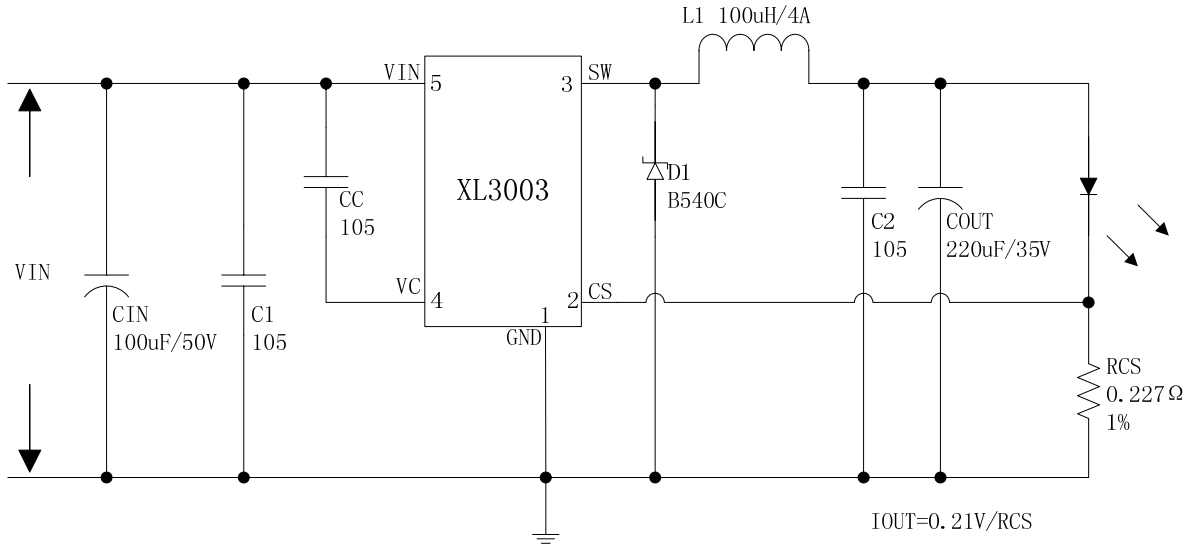 L1 100uH/4A
VIN
5
3
SW
XL3003
D1
B540C
CC
105
C2
105
COUT
220uF/35V
VIN
VC
4
2
CS
1
GND
CIN
100uF/50V
C1
105
RCS
0.227Ω
1%
IOUT=0.21V/RCS